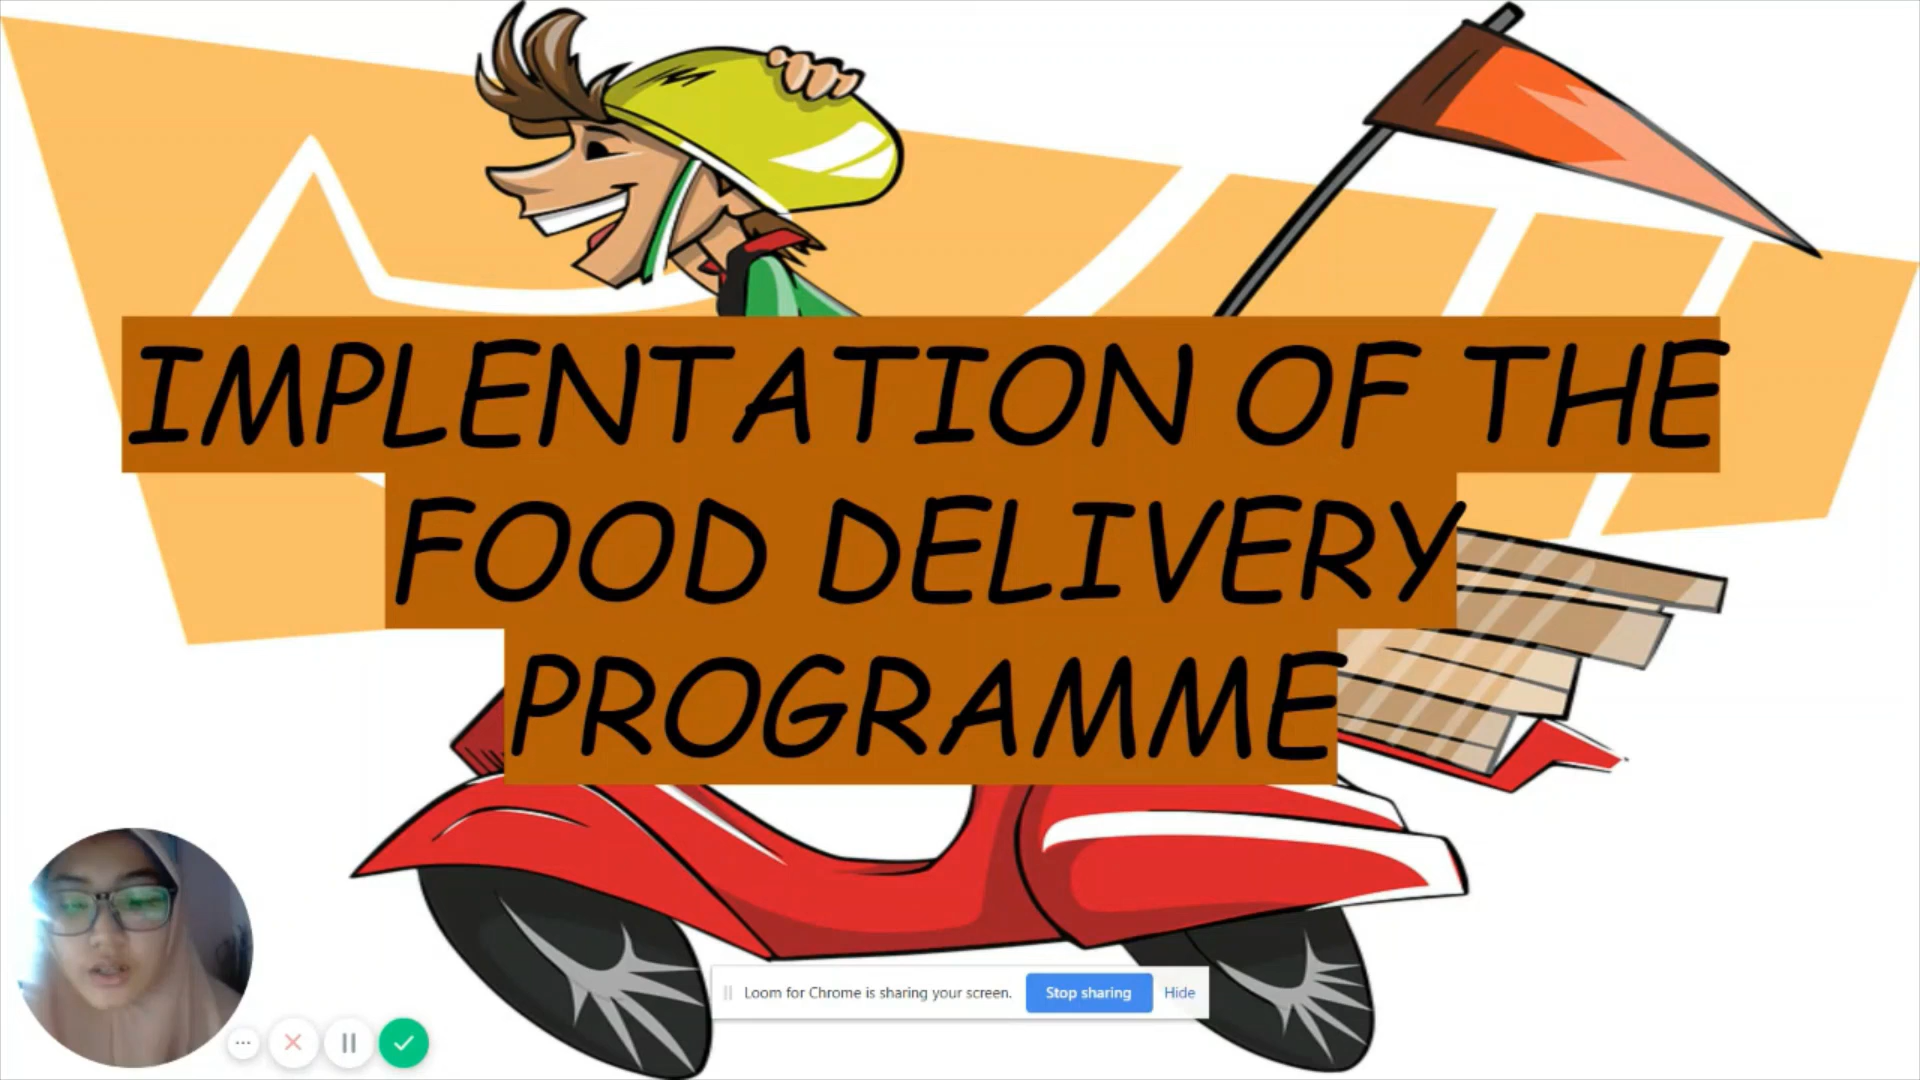 IMPLENTATION OF THE
FOOD DELIVERY
PROGRAMME
Loom for Chrome is sharing your screen. Stop sharing Hide